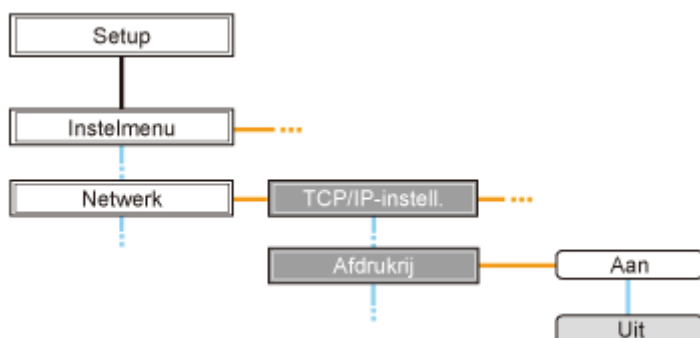 Setup
Instelmenu
Netwerk
TCP/IP-instell.
Afdrukrij
Aan
Uit